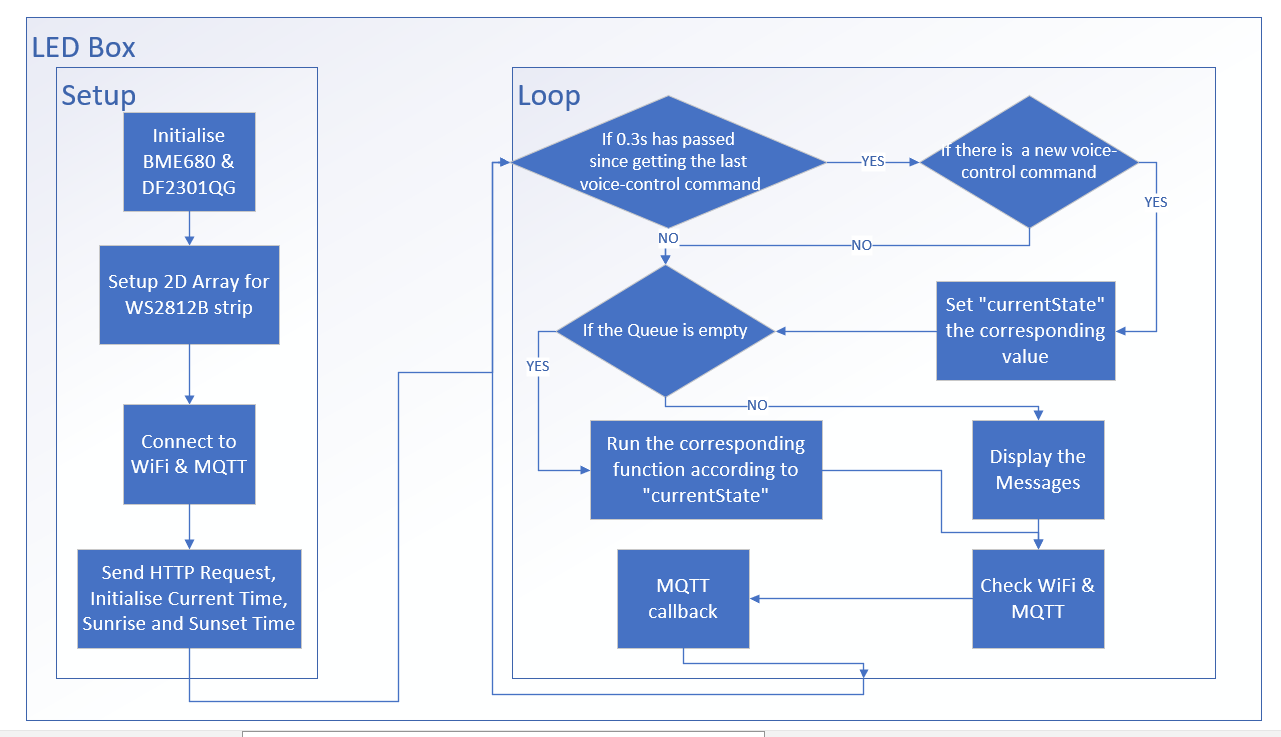 LED Box
Setup
Initialise
BME680 &
DF2301QG
Setup 2D Array for
WS2812B strip
Connect to
WiFi & MQTT
Send HTTP Request,
Initialise Current Time,
Sunrise and Sunset Time
Loop
If 0.3s has passed
since getting the last
voice-control command
YES
If there is  a new voice-
control command
YES
NO
NO
If the Queue is empty
Set "currentState"
the corresponding
value
YES
NO
Run the corresponding
function according to
"currentState"
Display the
Messages
MQTT
callback
Check WiFi &
MQTT